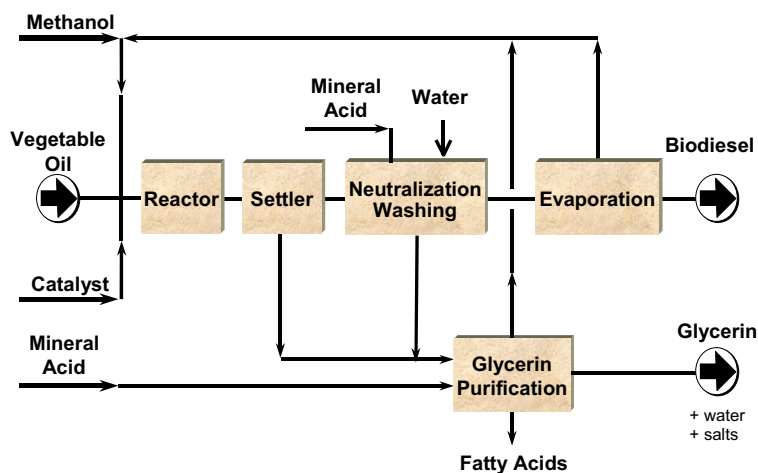 Methanol
Mineral
Acid
Water
Vegetable
Oil
Biodiesel
Reactor
Settler
Neutralization
Washing
Evaporation
Catalyst
Mineral
Acid
Glycerin
Purification
Glycerin
+ water
+ salts
Fatty Acids